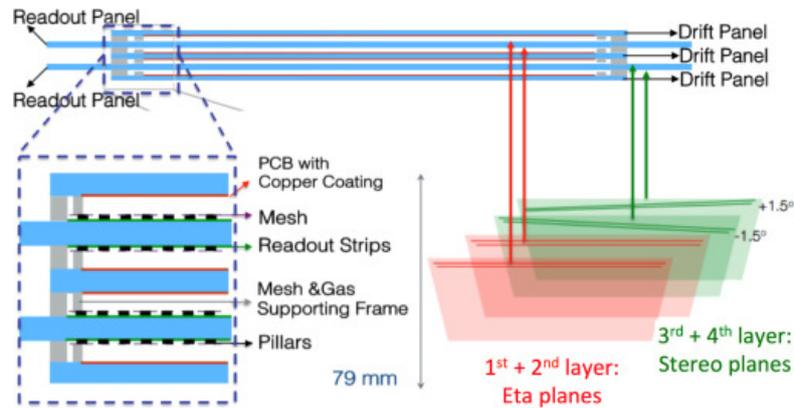 Readout Panel
Drift Panel
Drift Panel
Readout Panel
Drift Panel
PCB with
Copper Coating
Mesh
Readout Strips
Mesh &Gas
Supporting Frame
Pillars
79 mm
+1.5°
-1.5°
1st + 2nd layer:
Eta planes
3rd + 4th layer:
Stereo planes